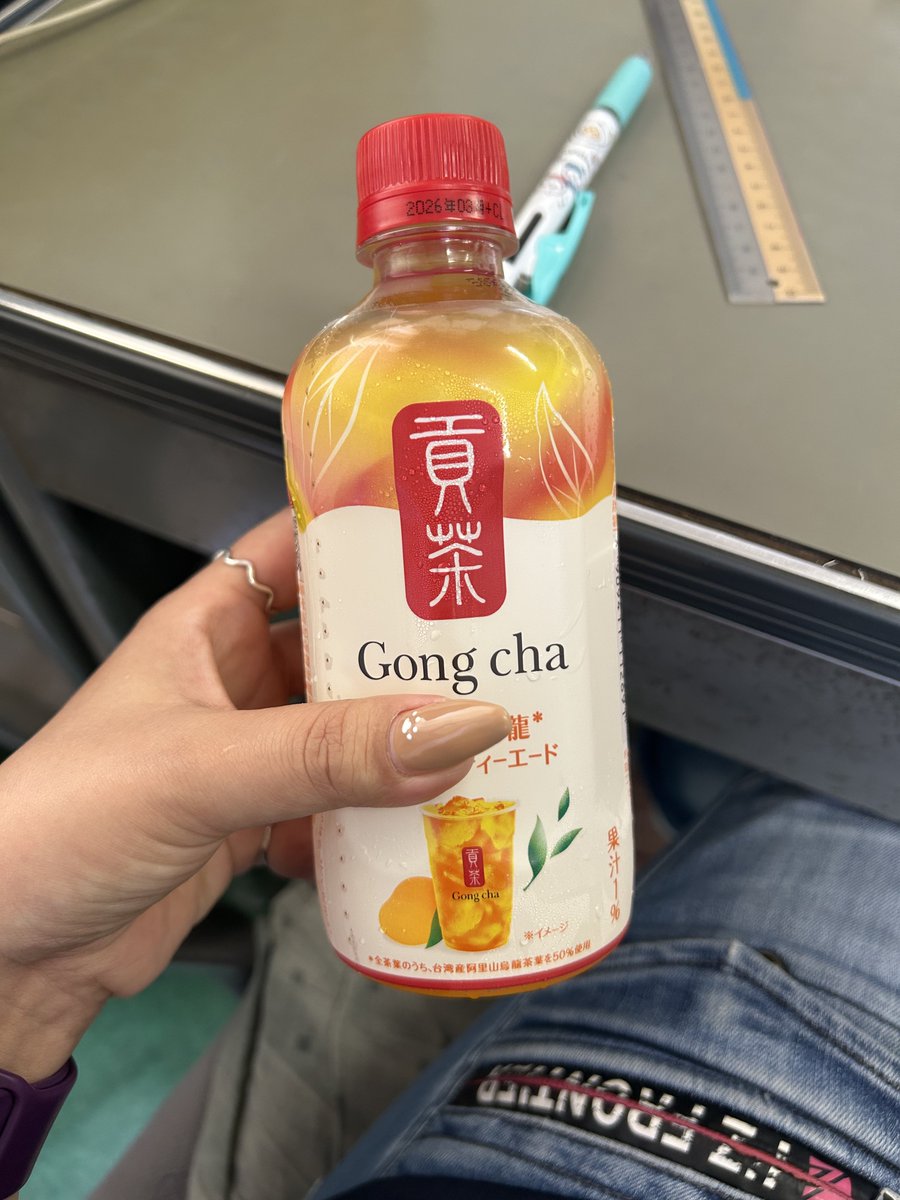 2026年03月+CL
貢茶
Gong cha
龍*
ティーエード
貢茶
Gong cha
果汁1%
※イメージ
*全茶葉のうち、台湾産阿里山烏龍茶葉を50%使用
FRONTIER